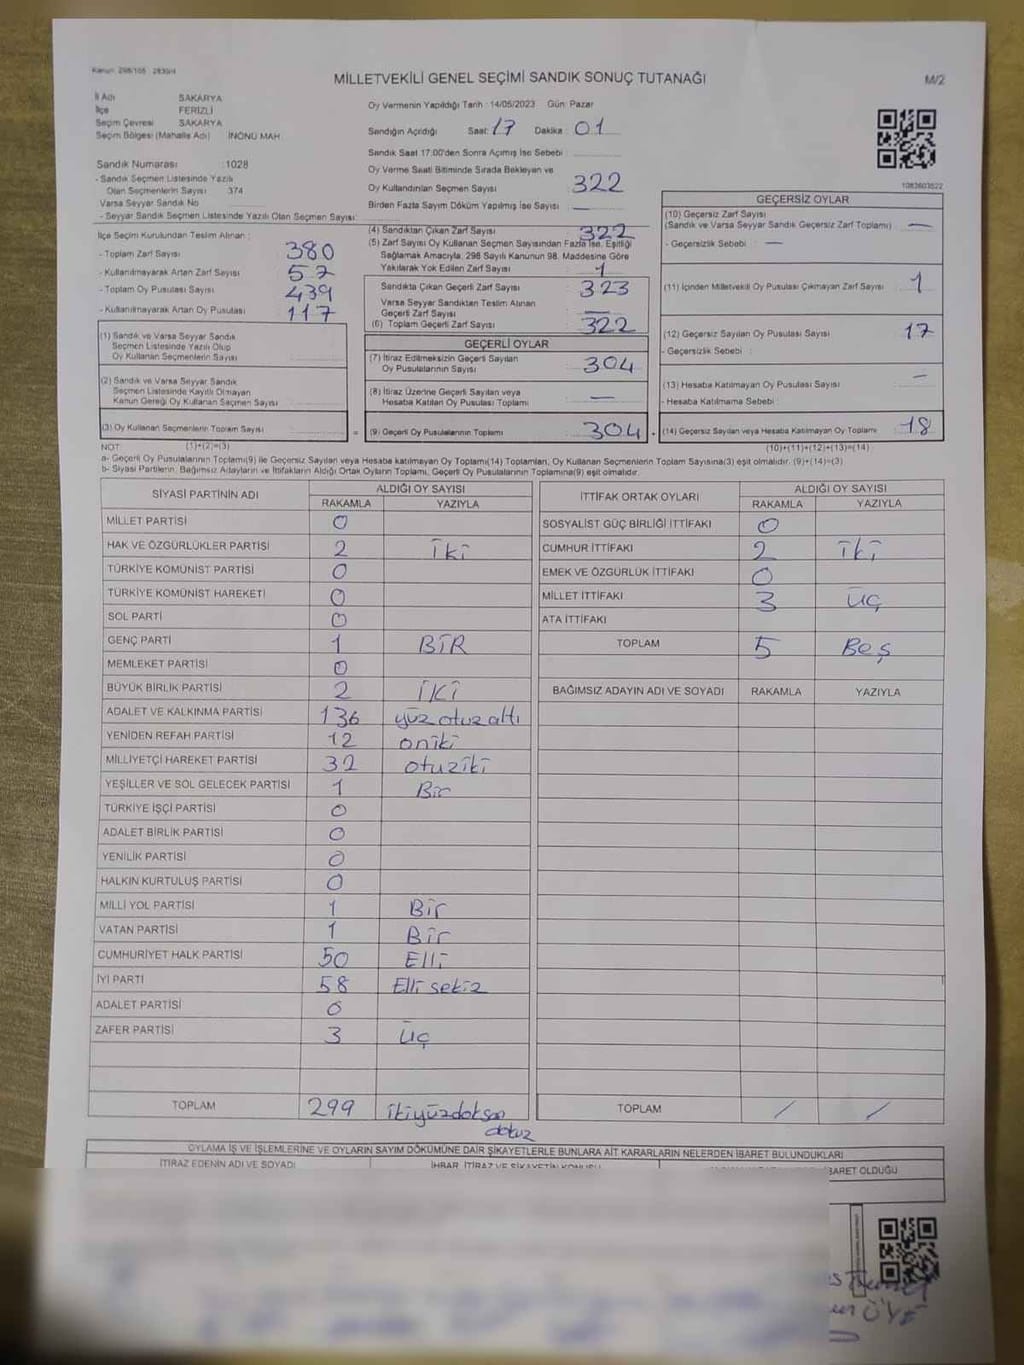 Kanun: 298/105 2839/4
MİLLETVEKİLİ GENEL SEÇİMİ SANDIK SONUÇ TUTANAĞI
M/2
İl Adı SAKARYA
İlçe FERİZLİ
Seçim Çevresi SAKARYA
Seçim Bölgesi (Mahalle Adı) İNÖNÜ MAH.
Sandık Numarası :1028
- Sandık Seçmen Listesinde Yazılı
Olan Seçmenlerin Sayısı 374
Varsa Seyyar Sandık No
- Seyyar Sandık Seçmen Listesinde Yazılı Olan Seçmen Sayısı:
Oy Vermenin Yapıldığı Tarih : 14/05/2023 Gün: Pazar
Sandığın Açıldığı Saat: 17 Dakika : 01
Sandık Saat 17:00'den Sonra Açılmış İse Sebebi :
Oy Verme Saati Bitiminde Sırada Bekleyen ve
Oy Kullandırılan Seçmen Sayısı : 322
Birden Fazla Sayım Döküm Yapılmış İse Sayısı : —
1083603522
İlçe Seçim Kurulundan Teslim Alınan :
- Toplam Zarf Sayısı 380
- Kullanılmayarak Artan Zarf Sayısı 57
- Toplam Oy Pusulası Sayısı 439
- Kullanılmayarak Artan Oy Pusulası 117
(4) Sandıktan Çıkan Zarf Sayısı 322
(5) Zarf Sayısı Oy Kullanan Seçmen Sayısından Fazla İse, Eşitliği
Sağlamak Amacıyla, 298 Sayılı Kanunun 98. Maddesine Göre
Yakılarak Yok Edilen Zarf Sayısı : 1
Sandıkta Çıkan Geçerli Zarf Sayısı 323
Varsa Seyyar Sandıktan Teslim Alınan
Geçerli Zarf Sayısı —
(6) Toplam Geçerli Zarf Sayısı 322
GEÇERSİZ OYLAR
(10) Geçersiz Zarf Sayısı
(Sandık ve Varsa Seyyar Sandık Geçersiz Zarf Toplamı) —
- Geçersizlik Sebebi : —
(11) İçinden Milletvekili Oy Pusulası Çıkmayan Zarf Sayısı 1
(12) Geçersiz Sayılan Oy Pusulası Sayısı 17
- Geçersizlik Sebebi :
(13) Hesaba Katılmayan Oy Pusulası Sayısı —
- Hesaba Katılmama Sebebi :
(14) Geçersiz Sayılan veya Hesaba Katılmayan Oy Toplamı 18
(10)+(11)+(12)+(13)=(14)
(1) Sandık ve Varsa Seyyar Sandık
Seçmen Listesinde Yazılı Olup
Oy Kullanan Seçmenlerin Sayısı
(2) Sandık ve Varsa Seyyar Sandık
Seçmen Listesinde Kayıtlı Olmayan
Kanun Gereği Oy Kullanan Seçmen Sayısı
(3) Oy Kullanan Seçmenlerin Toplam Sayısı =
(1)+(2)=(3)
GEÇERLİ OYLAR
(7) İtiraz Edilmeksizin Geçerli Sayılan
Oy Pusulalarının Sayısı 304
(8) İtiraz Üzerine Geçerli Sayılan veya
Hesaba Katılan Oy Pusulası Toplamı —
(9) Geçerli Oy Pusulalarının Toplamı 304
NOT:
a- Geçerli Oy Pusulalarının Toplamı(9) ile Geçersiz Sayılan veya Hesaba katılmayan Oy Toplamı(14) Toplamları, Oy Kullanan Seçmenlerin Toplam Sayısına(3) eşit olmalıdır. (9)+(14)=(3)
b- Siyasi Partilerin, Bağımsız Adayların ve İttifakların Aldığı Ortak Oyların Toplamı, Geçerli Oy Pusulalarının Toplamına(9) eşit olmalıdır.
SİYASİ PARTİNİN ADI ALDIĞI OY SAYISI
RAKAMLA YAZIYLA
MİLLET PARTİSİ 0
HAK VE ÖZGÜRLÜKLER PARTİSİ 2 iki
TÜRKİYE KOMÜNİST PARTİSİ 0
TÜRKİYE KOMÜNİST HAREKETİ 0
SOL PARTİ 0
GENÇ PARTİ 1 BİR
MEMLEKET PARTİSİ 0
BÜYÜK BİRLİK PARTİSİ 2 İKİ
ADALET VE KALKINMA PARTİSİ 136 yüz otuz altı
YENİDEN REFAH PARTİSİ 12 oniki
MİLLİYETÇİ HAREKET PARTİSİ 32 otuziki
YEŞİLLER VE SOL GELECEK PARTİSİ 1 Bir
TÜRKİYE İŞÇİ PARTİSİ 0
ADALET BİRLİK PARTİSİ 0
YENİLİK PARTİSİ 0
HALKIN KURTULUŞ PARTİSİ 0
MİLLİ YOL PARTİSİ 1 Bir
VATAN PARTİSİ 1 Bir
CUMHURİYET HALK PARTİSİ 50 Elli
İYİ PARTİ 58 Elli sekiz
ADALET PARTİSİ 0
ZAFER PARTİSİ 3 üç
TOPLAM 299 ikiyüzdoksan
dokuz
İTTİFAK ORTAK OYLARI ALDIĞI OY SAYISI
RAKAMLA YAZIYLA
SOSYALİST GÜÇ BİRLİĞİ İTTİFAKI 0
CUMHUR İTTİFAKI 2 iki
EMEK VE ÖZGÜRLÜK İTTİFAKI 0
MİLLET İTTİFAKI 3 üç
ATA İTTİFAKI
TOPLAM 5 Beş
BAĞIMSIZ ADAYIN ADI VE SOYADI RAKAMLA YAZIYLA
TOPLAM / /
OYLAMA İŞ VE İŞLEMLERİNE VE OYLARIN SAYIM DÖKÜMÜNE DAİR ŞİKAYETLERLE BUNLARA AİT KARARLARIN NELERDEN İBARET BULUNDUKLARI
İTİRAZ EDENİN ADI VE SOYADI İHBAR, İTİRAZ VE ŞİKAYETİN KONUSU İBARET OLDUĞU
ÜYE